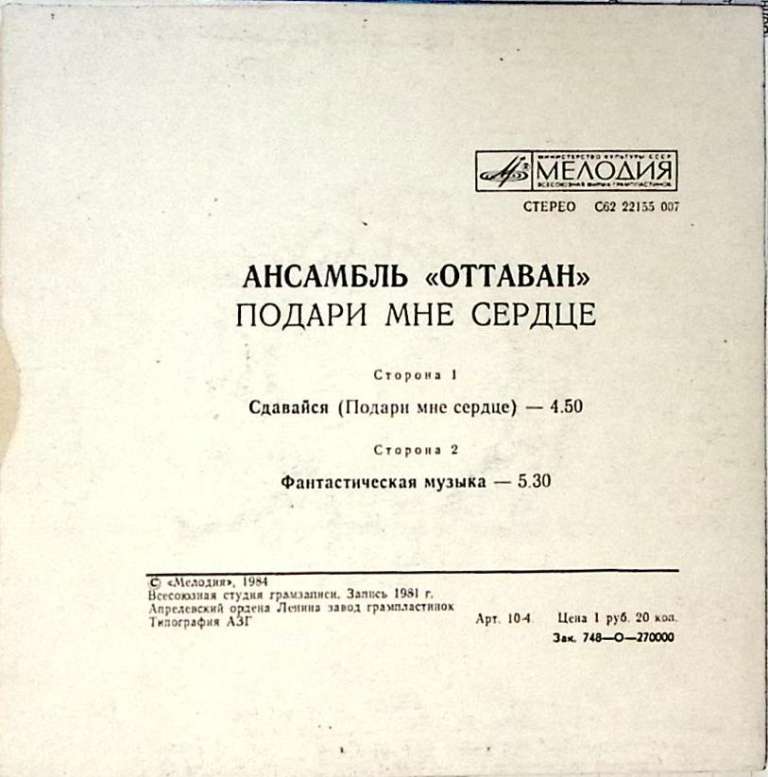 МИНИСТЕРСТВО КУЛЬТУРЫ СССР
МЕЛОДИЯ
ВСЕСОЮЗНАЯ ФИРМА ГРАМПЛАСТИНОК
СТЕРЕО С62 22155 007
АНСАМБЛЬ «ОТТАВАН»
ПОДАРИ МНЕ СЕРДЦЕ
Сторона 1
Сдавайся (Подари мне сердце) — 4.50
Сторона 2
Фантастическая музыка — 5.30
© «Мелодия», 1984
Всесоюзная студия грамзаписи. Запись 1981 г.
Апрелевский ордена Ленина завод грампластинок
Типография АЗГ
Арт. 10-4. Цена 1 руб. 20 коп.
Зак. 748—О—270000